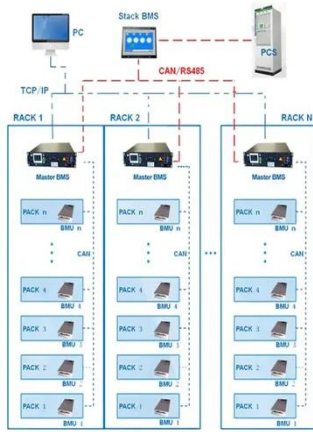 PC
Stack BMS
PCS
CAN/RS485
TCP/IP
RACK 1
RACK 2
RACK N
Master BMS
Master BMS
Master BMS
PACK n
BMU n
PACK n
BMU n
PACK n
BMU n
CAN
CAN
PACK 4
BMU 4
PACK 4
BMU 4
PACK 4
BMU 4
PACK 3
BMU 3
PACK 3
BMU 3
PACK 3
BMU 3
PACK 2
BMU 2
PACK 2
BMU 2
PACK 2
BMU 2
PACK 1
BMU 1
PACK 1
BMU 1
PACK 1
BMU 1